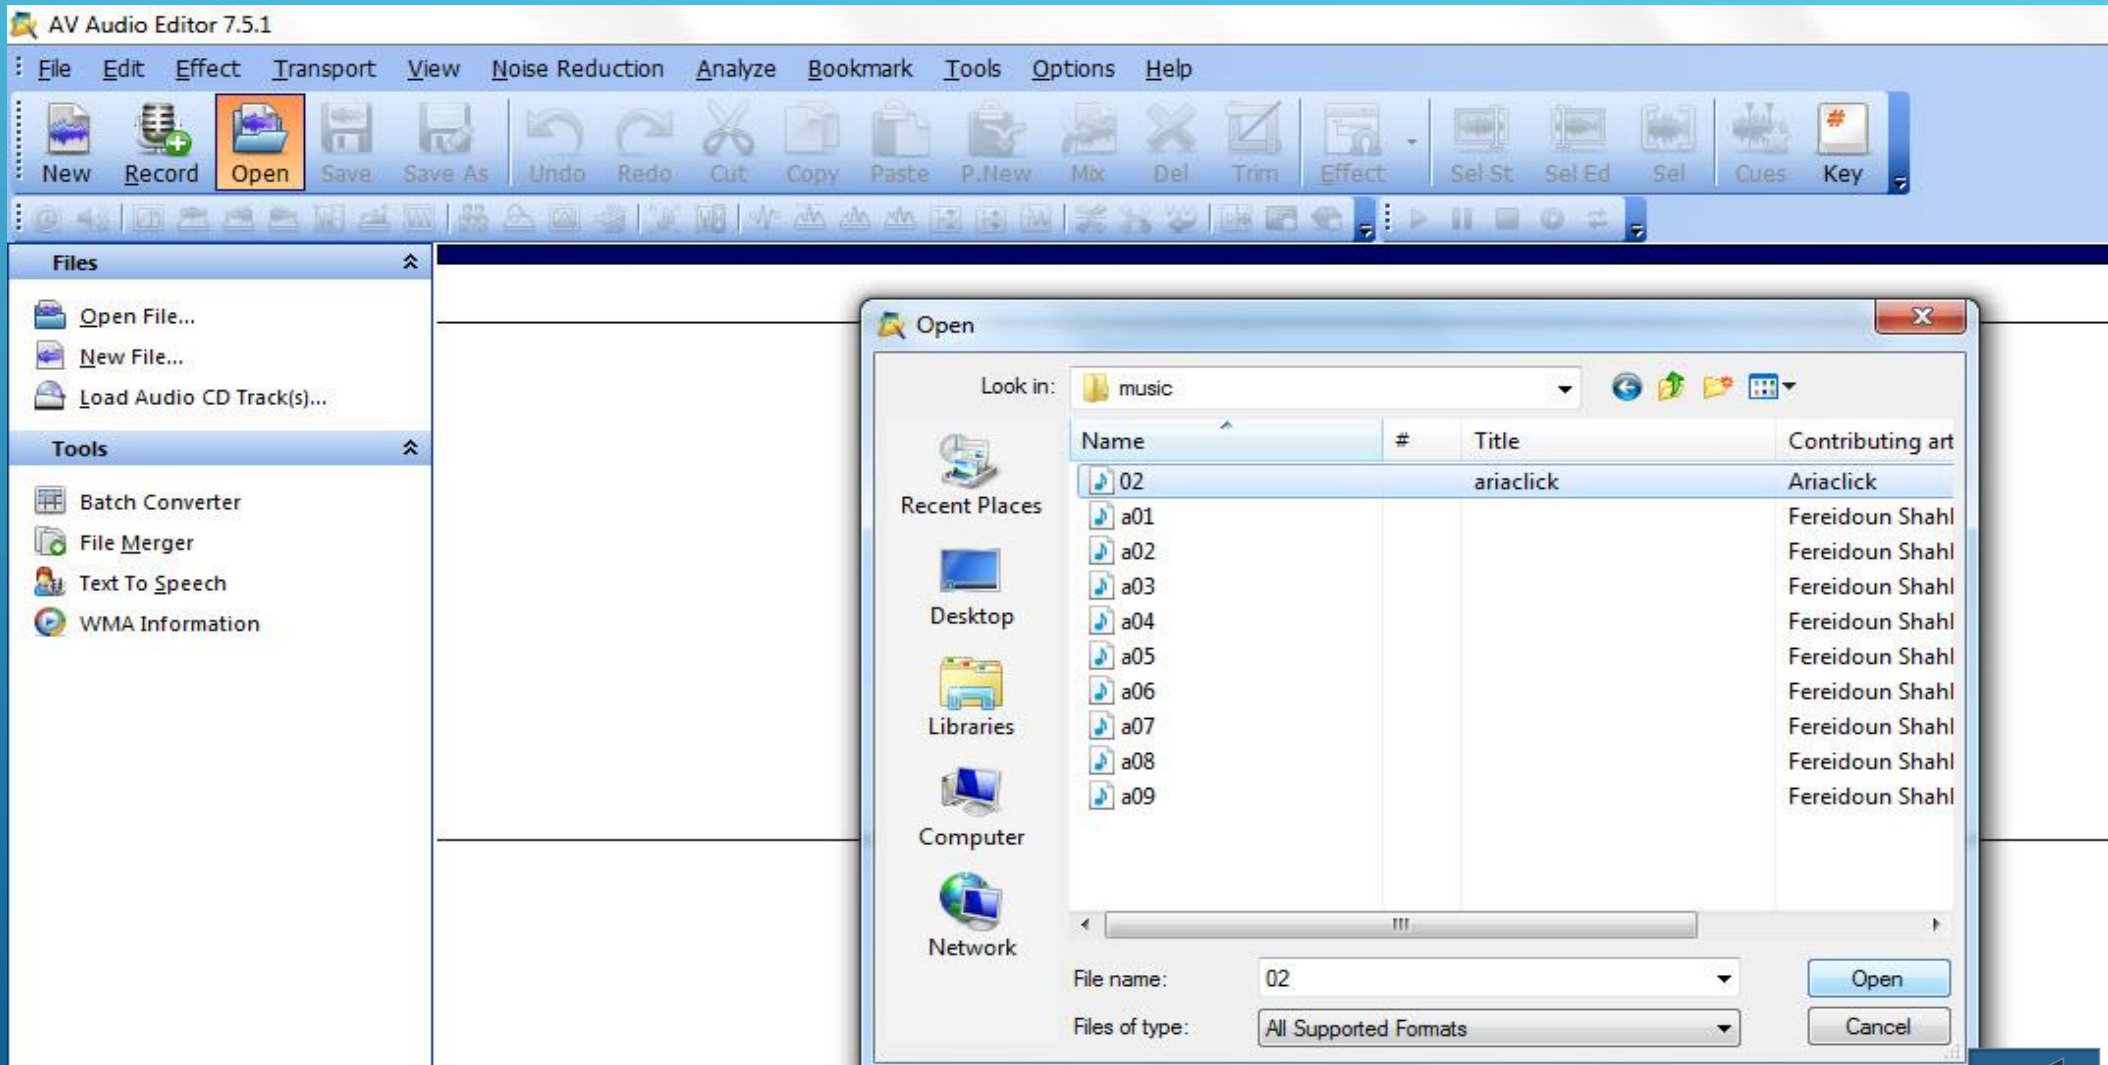 AV Audio Editor 7.5.1
File Edit Effect Transport View Noise Reduction Analyze Bookmark Tools Options Help
New Record Open Save Save As Undo Redo Cut Copy Paste P.New Mix Del Trim Effect Sel St Sel Ed Sel Cues Key
Files
Open File...
New File...
Load Audio CD Track(s)...
Tools
Batch Converter
File Merger
Text To Speech
WMA Information
Open
Look in: music
Recent Places
Desktop
Libraries
Computer
Network
Name # Title Contributing art
02 ariaclick Ariaclick
a01 Fereidoun Shahl
a02 Fereidoun Shahl
a03 Fereidoun Shahl
a04 Fereidoun Shahl
a05 Fereidoun Shahl
a06 Fereidoun Shahl
a07 Fereidoun Shahl
a08 Fereidoun Shahl
a09 Fereidoun Shahl
File name: 02 Open
Files of type: All Supported Formats Cancel